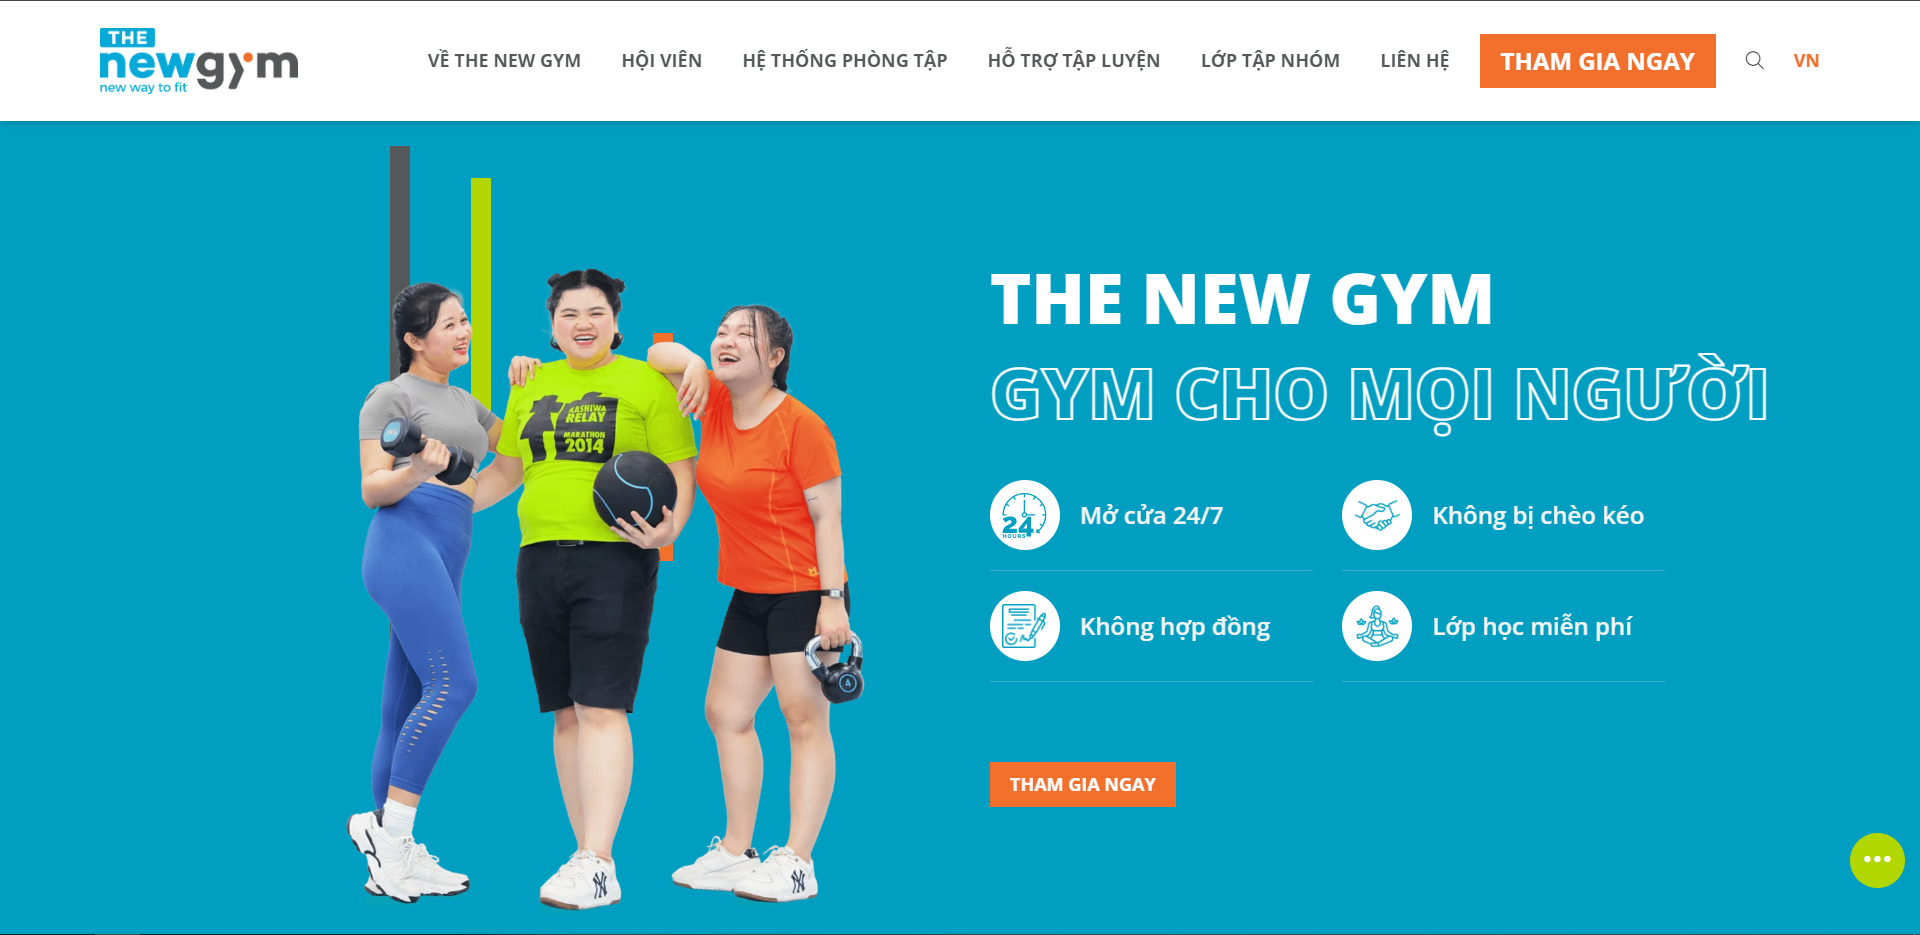 THE
newgym
new way to fit
VỀ THE NEW GYM
HỘI VIÊN
HỆ THỐNG PHÒNG TẬP
HỖ TRỢ TẬP LUYỆN
LỚP TẬP NHÓM
LIÊN HỆ
THAM GIA NGAY
VN
KASHIWA
RELAY
MARATHON
2014
NY
NY
4
THE NEW GYM
GYM CHO MỌI NGƯỜI
24
HOURS
Mở cửa 24/7
Không bị chèo kéo
Không hợp đồng
Lớp học miễn phí
THAM GIA NGAY